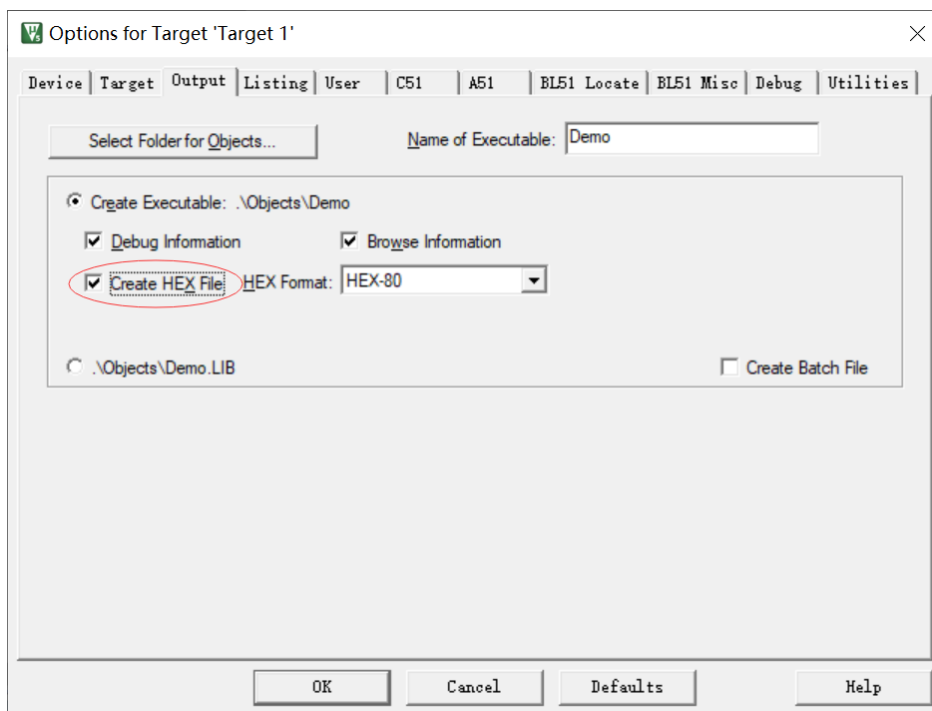 Options for Target 'Target 1'
Device Target Output Listing User C51 A51 BL51 Locate BL51 Misc Debug Utilities
Select Folder for Objects... Name of Executable: Demo
Create Executable: .\Objects\Demo
Debug Information Browse Information
Create HEX File HEX Format: HEX-80
.\Objects\Demo.LIB Create Batch File
OK Cancel Defaults Help